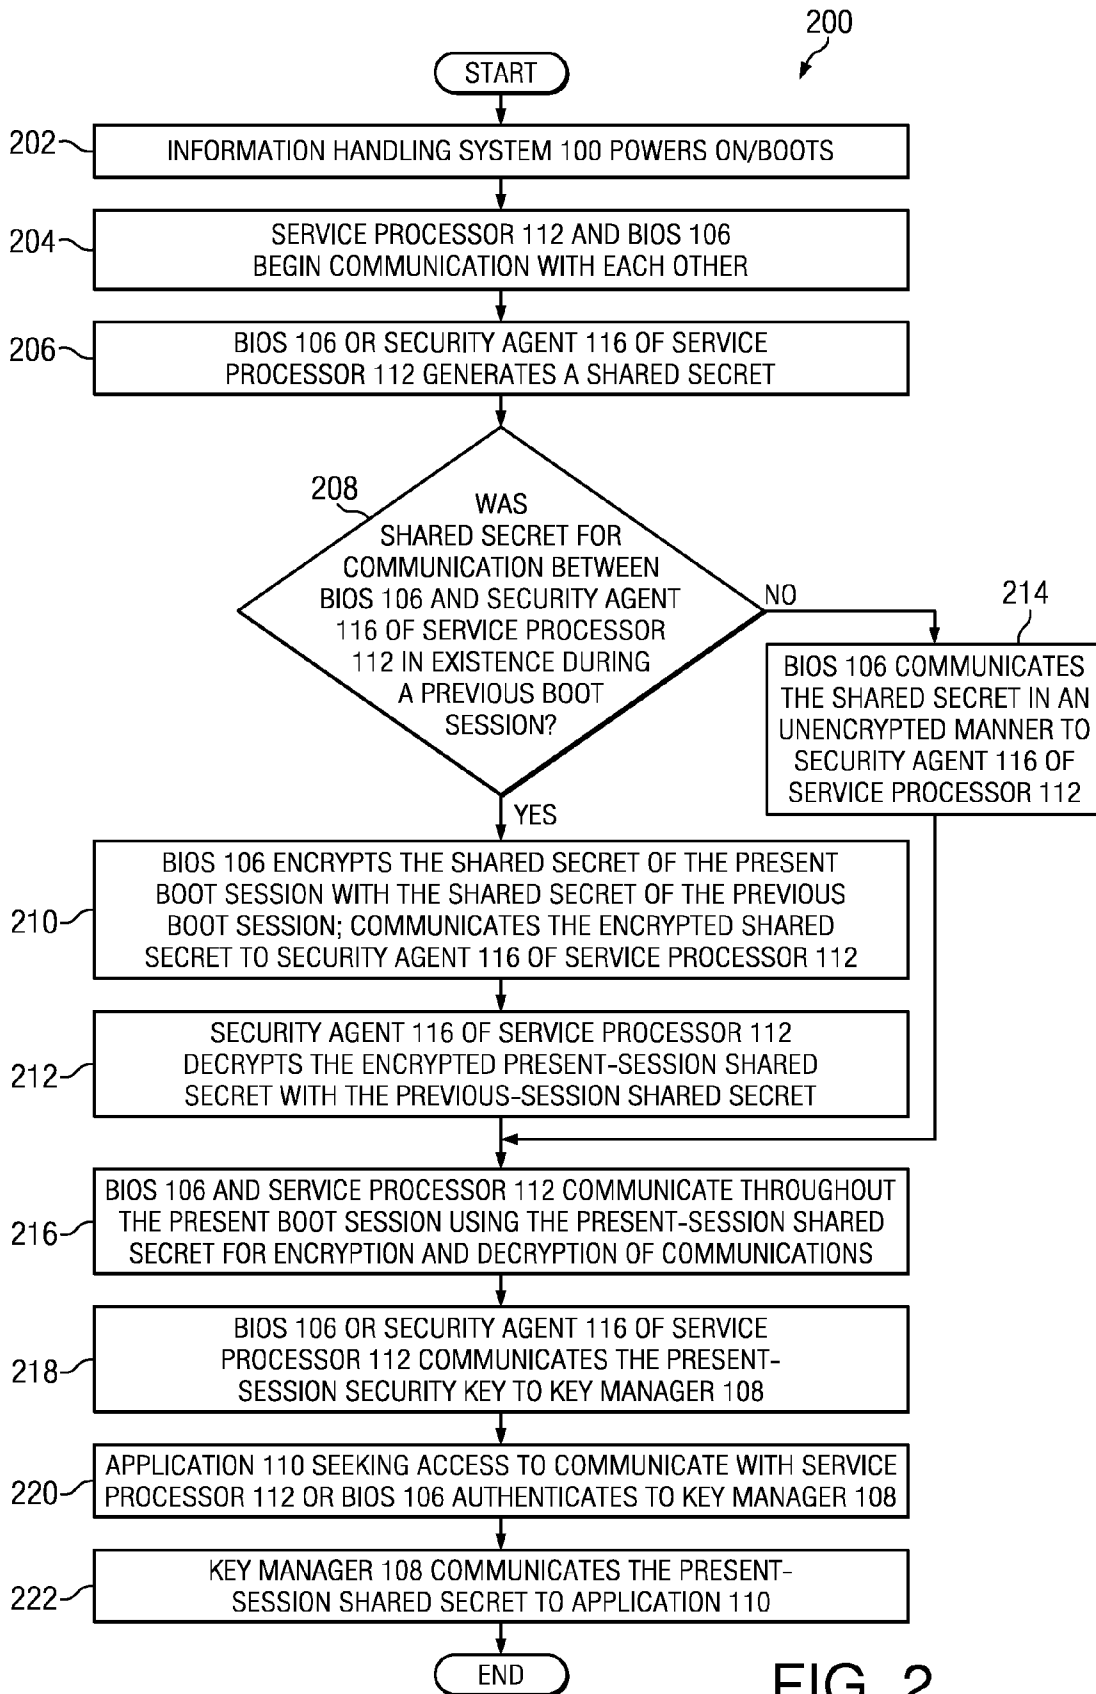 200
START
202
INFORMATION HANDLING SYSTEM 100 POWERS ON/BOOTS
204
SERVICE PROCESSOR 112 AND BIOS 106
BEGIN COMMUNICATION WITH EACH OTHER
206
BIOS 106 OR SECURITY AGENT 116 OF SERVICE
PROCESSOR 112 GENERATES A SHARED SECRET
208
WAS
SHARED SECRET FOR
COMMUNICATION BETWEEN
BIOS 106 AND SECURITY AGENT
116 OF SERVICE PROCESSOR
112 IN EXISTENCE DURING
A PREVIOUS BOOT
SESSION?
NO
214
BIOS 106 COMMUNICATES
THE SHARED SECRET IN AN
UNENCRYPTED MANNER TO
SECURITY AGENT 116 OF
SERVICE PROCESSOR 112
YES
210
BIOS 106 ENCRYPTS THE SHARED SECRET OF THE PRESENT
BOOT SESSION WITH THE SHARED SECRET OF THE PREVIOUS
BOOT SESSION; COMMUNICATES THE ENCRYPTED SHARED
SECRET TO SECURITY AGENT 116 OF SERVICE PROCESSOR 112
212
SECURITY AGENT 116 OF SERVICE PROCESSOR 112
DECRYPTS THE ENCRYPTED PRESENT-SESSION SHARED
SECRET WITH THE PREVIOUS-SESSION SHARED SECRET
216
BIOS 106 AND SERVICE PROCESSOR 112 COMMUNICATE THROUGHOUT
THE PRESENT BOOT SESSION USING THE PRESENT-SESSION SHARED
SECRET FOR ENCRYPTION AND DECRYPTION OF COMMUNICATIONS
218
BIOS 106 OR SECURITY AGENT 116 OF SERVICE
PROCESSOR 112 COMMUNICATES THE PRESENT-
SESSION SECURITY KEY TO KEY MANAGER 108
220
APPLICATION 110 SEEKING ACCESS TO COMMUNICATE WITH SERVICE
PROCESSOR 112 OR BIOS 106 AUTHENTICATES TO KEY MANAGER 108
222
KEY MANAGER 108 COMMUNICATES THE PRESENT-
SESSION SHARED SECRET TO APPLICATION 110
END
FIG. 2